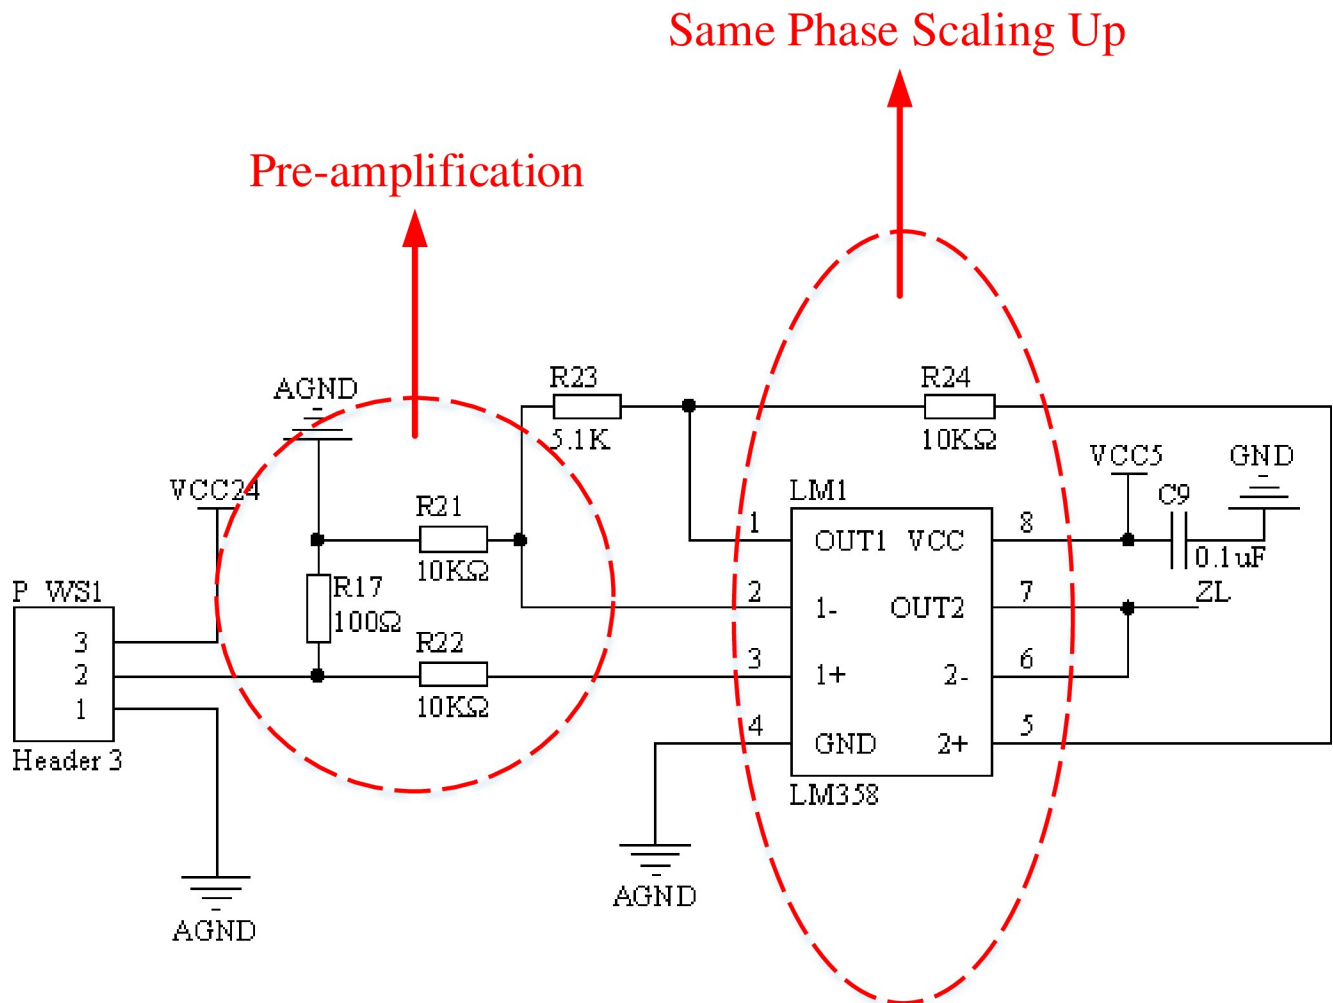 Same Phase Scaling Up
Pre-amplification
AGND
R23
R24
5.1K
10KΩ
VCC5
GND
VCC24
R21
LM1
C9
1
OUT1
VCC
8
10KΩ
0.1uF
P WS1
R17
100Ω
2
1-
OUT2
7
ZL
3
2
1
R22
10KΩ
3
1+
2-
6
4
GND
2+
5
Header 3
LM358
AGND
AGND